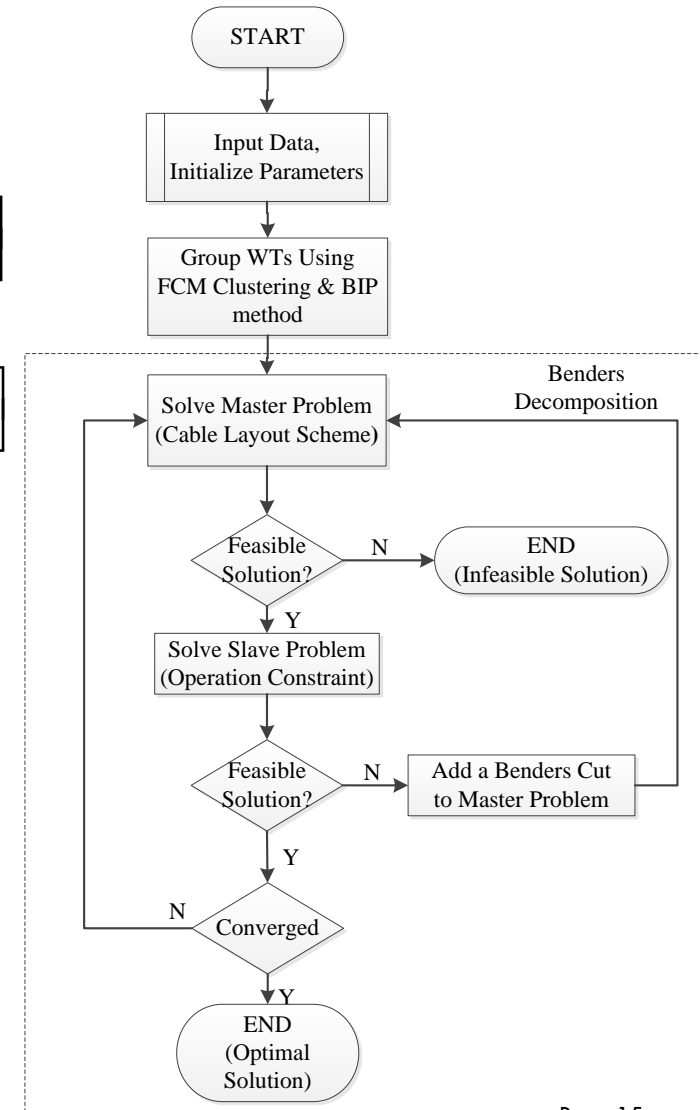 START
Input Data,
Initialize Parameters
Group WTs Using
FCM Clustering & BIP
method
Benders
Decomposition
Solve Master Problem
(Cable Layout Scheme)
Feasible
Solution?
N
END
(Infeasible Solution)
Y
Solve Slave Problem
(Operation Constraint)
Feasible
Solution?
N
Add a Benders Cut
to Master Problem
Y
N
Converged
Y
END
(Optimal
Solution)